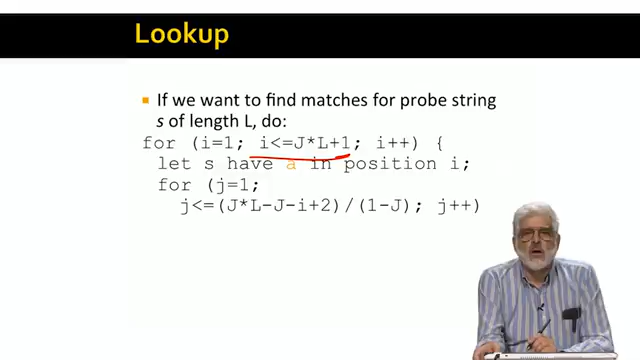 Lookup
If we want to find matches for probe string
s of length L, do:
for (i=1; i<=J*L+1; i++) {
let s have a in position i;
for (j=1;
j<=(J*L-J-i+2)/(1-J); j++)